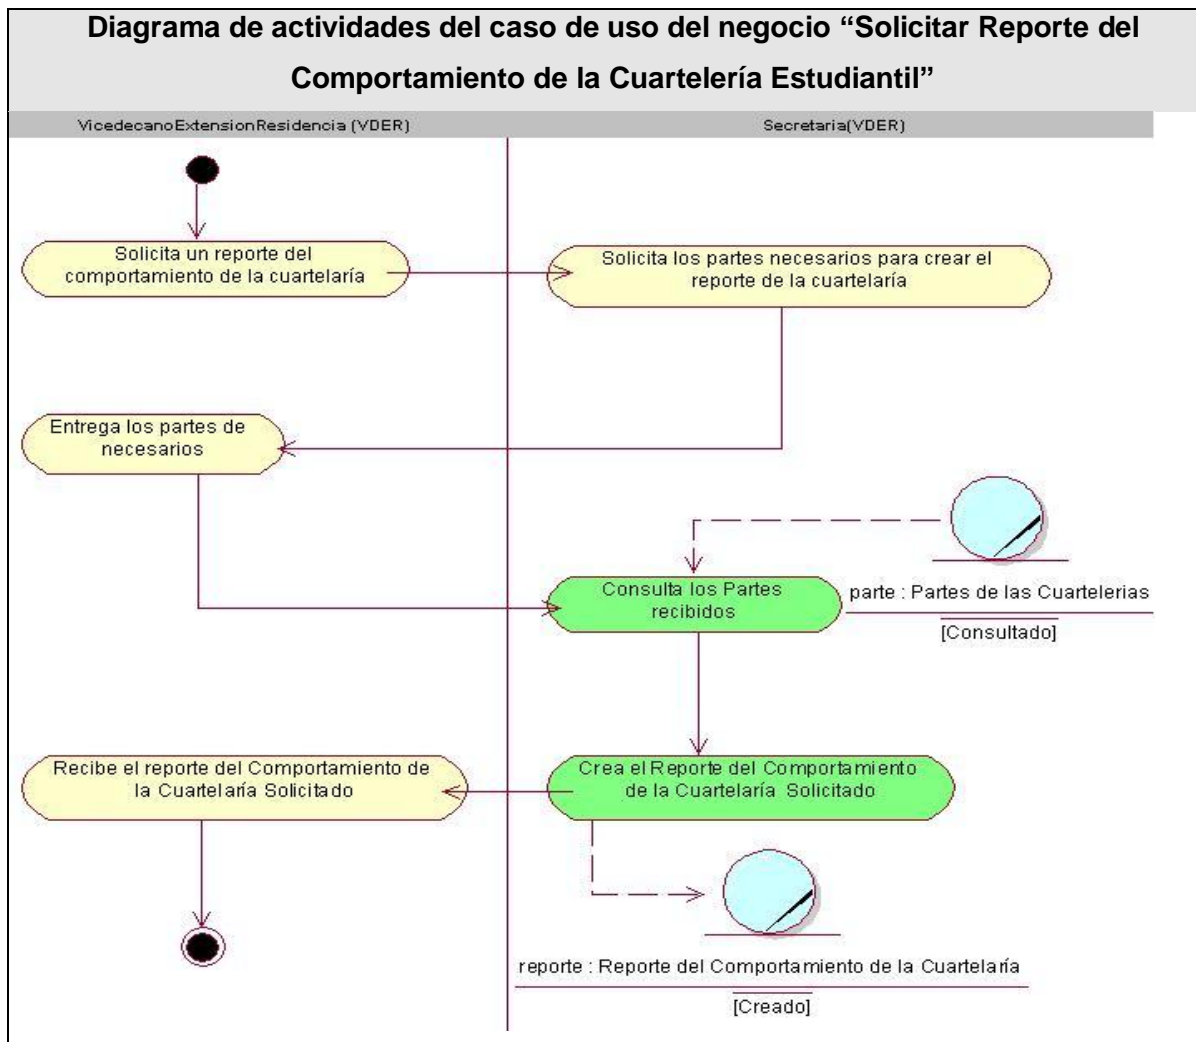 Diagrama de actividades del caso de uso del negocio “Solicitar Reporte del
Comportamiento de la Cuartelería Estudiantil”
VicedecanoExtensionResidencia (VDER)
Secretaria(VDER)
Solicita un reporte del
comportamiento de la cuartelaría
Solicita los partes necesarios para crear el
reporte de la cuartelaría
Entrega los partes de
necesarios
Consulta los Partes
recibidos
parte : Partes de las Cuartelerias
[Consultado]
Recibe el reporte del Comportamiento de
la Cuartelaría Solicitado
Crea el Reporte del Comportamiento
de la Cuartelaría Solicitado
reporte : Reporte del Comportamiento de la Cuartelaría
[Creado]